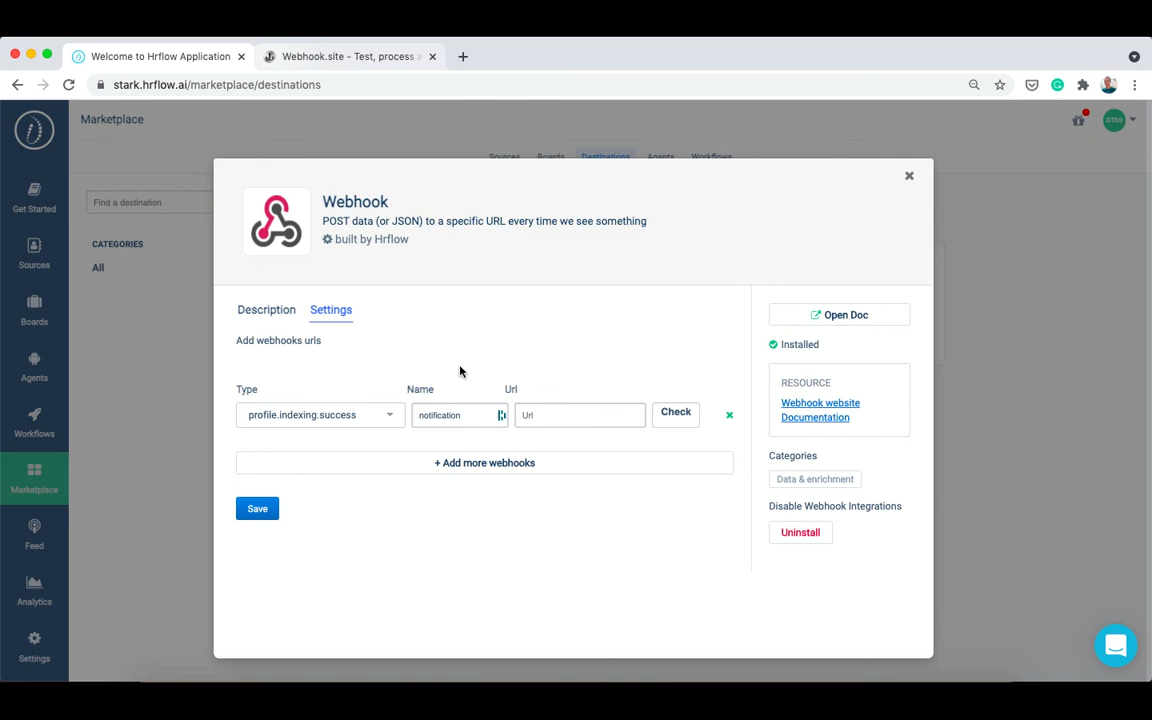 Welcome to Hrflow Application
Webhook.site - Test, process
stark.hrflow.ai/marketplace/destinations
Marketplace
DTOS
Sources Boards Destinations Agents Workflows
Get Started
Sources
Boards
Agents
Workflows
Marketplace
Feed
Analytics
Settings
Find a destination
CATEGORIES
All
Webhook
POST data (or JSON) to a specific URL every time we see something
built by Hrflow
Description Settings
Add webhooks urls
Type Name Url
profile.indexing.success notification Url Check
+ Add more webhooks
Save
Open Doc
Installed
RESOURCE
Webhook website
Documentation
Categories
Data & enrichment
Disable Webhook Integrations
Uninstall